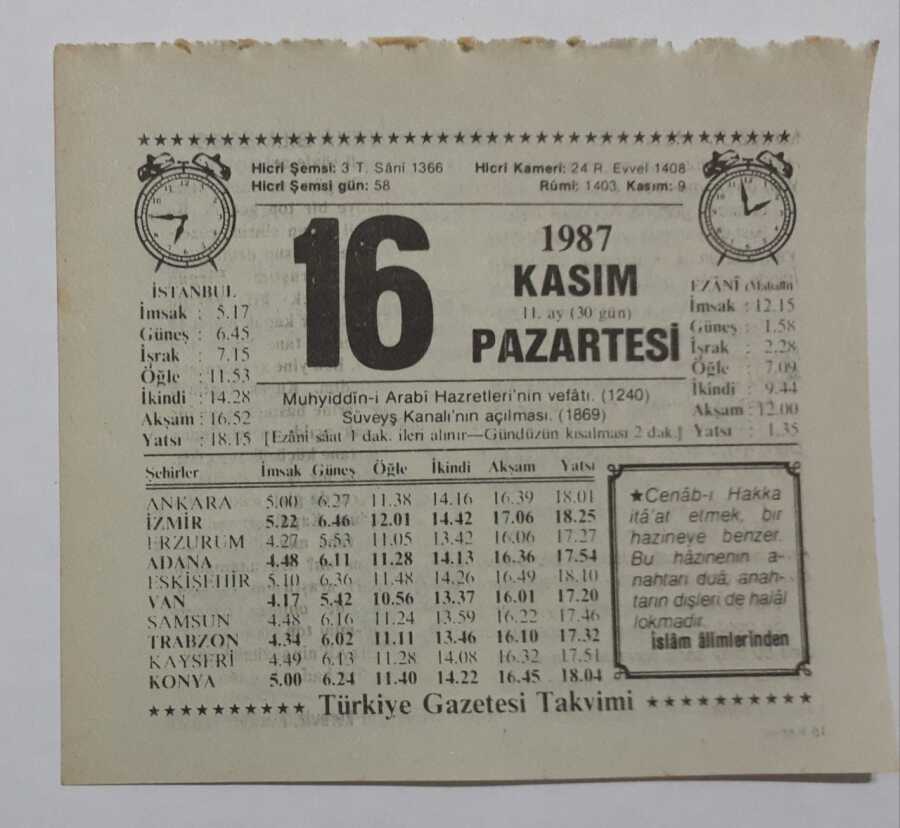 Hicrî Şemsî: 3 T. Sâni 1366
Hicrî Şemsî gün: 58
Hicrî Kamerî: 24 R. Evvel 1408
Rûmi: 1403, Kasım: 9
16
1987
KASIM
11. ay (30 gün)
PAZARTESİ
İSTANBUL
İmsak : 5.17
Güneş : 6.45
İşrak : 7.15
Öğle : 11.53
İkindi : 14.28
Akşam : 16.52
Yatsı : 18.15
EZÂNÎ (Mahallî)
İmsak : 12.15
Güneş : 1.58
İşrak : 2.28
Öğle : 7.09
İkindi : 9.44
Akşam : 12.00
Yatsı : 1.35
Muhyiddîn-i Arabî Hazretleri'nin vefâtı. (1240)
Süveyş Kanalı'nın açılması. (1869)
[Ezânî sâat 1 dak. ileri alınır—Gündüzün kısalması 2 dak.]
Şehirler İmsak Güneş Öğle İkindi Akşam Yatsı
ANKARA 5.00 6.27 11.38 14.16 16.39 18.01
İZMİR 5.22 6.46 12.01 14.42 17.06 18.25
ERZURUM 4.27 5.53 11.05 13.42 16.06 17.27
ADANA 4.48 6.11 11.28 14.13 16.36 17.54
ESKİŞEHİR 5.10 6.36 11.48 14.26 16.49 18.10
VAN 4.17 5.42 10.56 13.37 16.01 17.20
SAMSUN 4.48 6.16 11.24 13.59 16.22 17.46
TRABZON 4.34 6.02 11.11 13.46 16.10 17.32
KAYSERİ 4.49 6.13 11.28 14.08 16.32 17.51
KONYA 5.00 6.24 11.40 14.22 16.45 18.04
★Cenâb-ı Hakka
itâ'at etmek, bir
hazineye benzer.
Bu hâzinenin a-
nahtarı duâ, anah-
tarın dişleri de halâl
lokmadır.
İslâm âlimlerinden
Türkiye Gazetesi Takvimi